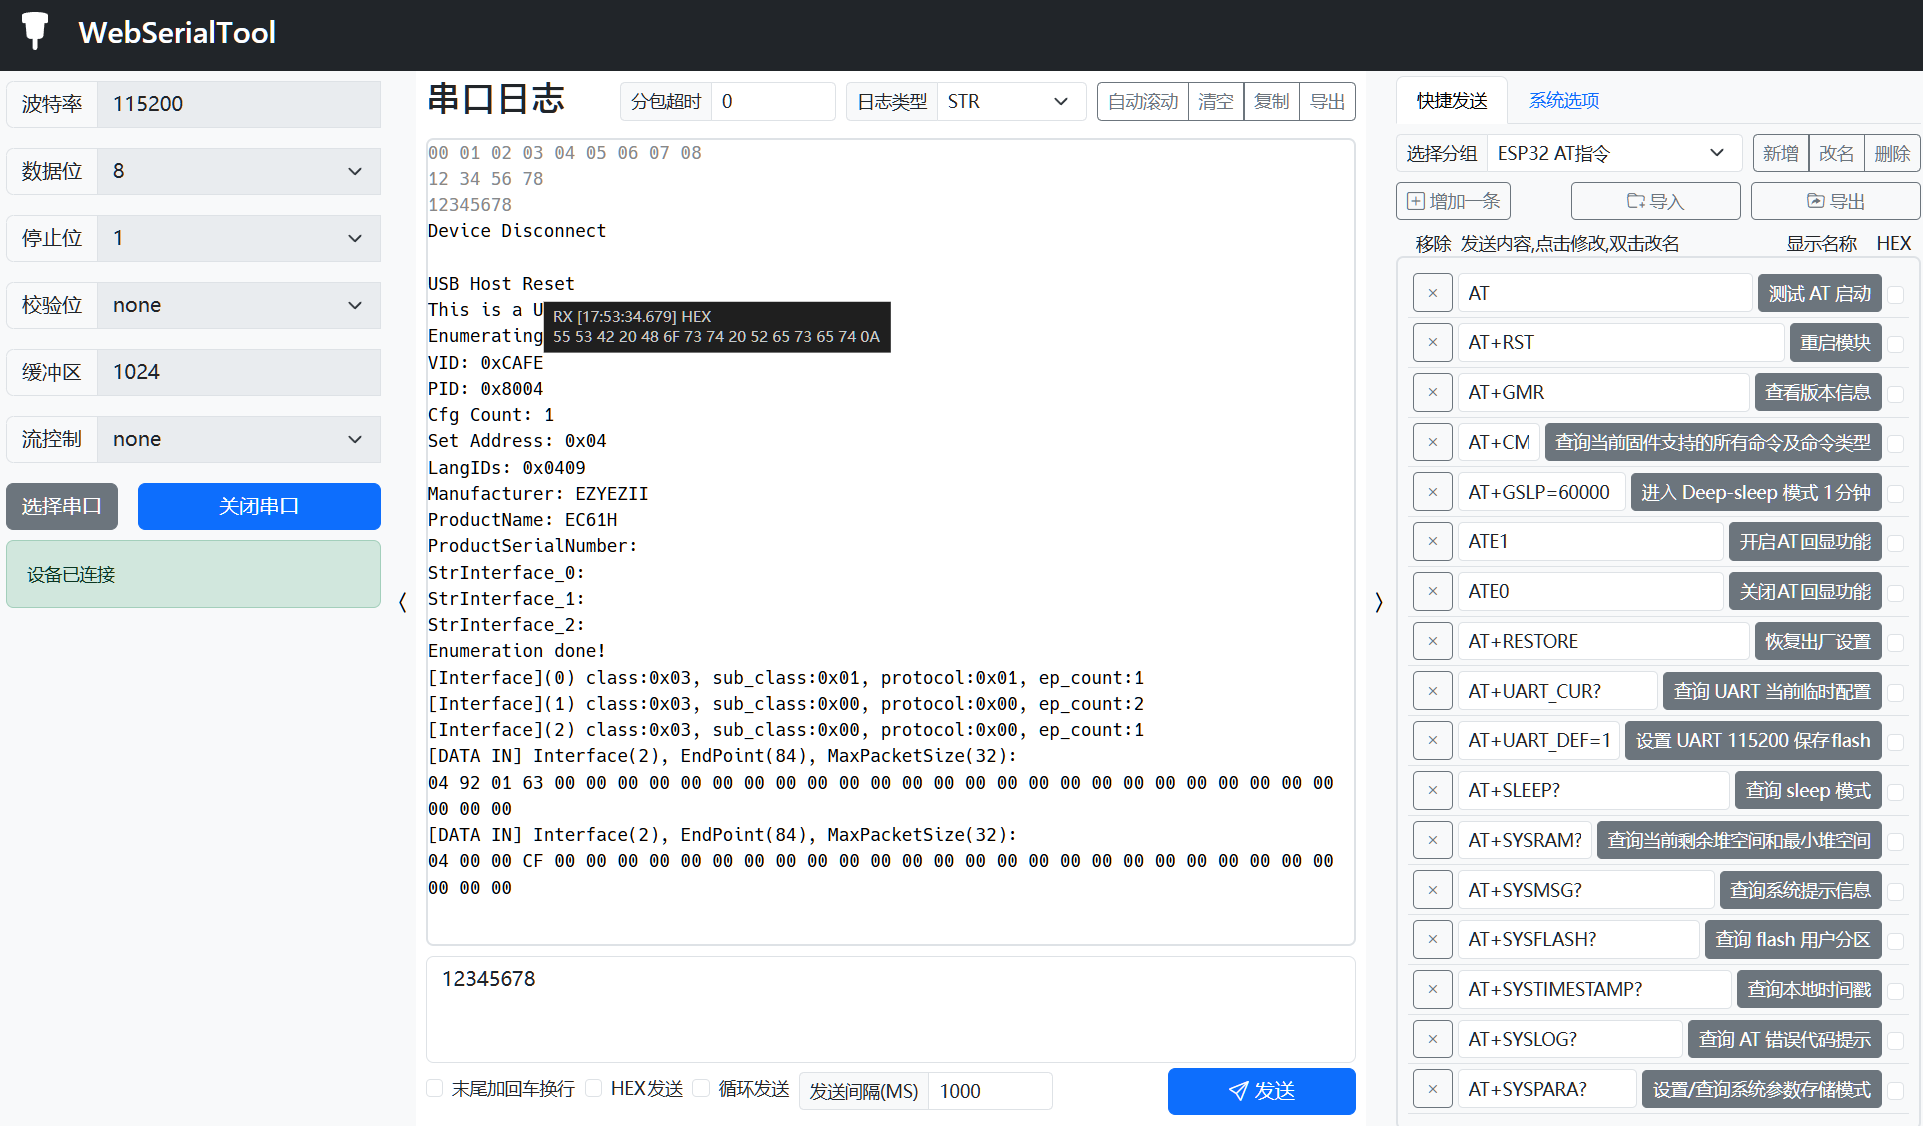 WebSerialTool
波特率 115200
数据位 8
停止位 1
校验位 none
缓冲区 1024
流控制 none
选择串口 关闭串口
设备已连接
串口日志 分包超时 0 日志类型 STR 自动滚动 清空 复制 导出
00 01 02 03 04 05 06 07 08
12 34 56 78
12345678
Device Disconnect
USB Host Reset
This is a U
Enumerating
RX [17:53:34.679] HEX
55 53 42 20 48 6F 73 74 20 52 65 73 65 74 0A
VID: 0xCAFE
PID: 0x8004
Cfg Count: 1
Set Address: 0x04
LangIDs: 0x0409
Manufacturer: EZYEZII
ProductName: EC61H
ProductSerialNumber:
StrInterface_0:
StrInterface_1:
StrInterface_2:
Enumeration done!
[Interface](0) class:0x03, sub_class:0x01, protocol:0x01, ep_count:1
[Interface](1) class:0x03, sub_class:0x00, protocol:0x00, ep_count:2
[Interface](2) class:0x03, sub_class:0x00, protocol:0x00, ep_count:1
[DATA IN] Interface(2), EndPoint(84), MaxPacketSize(32):
04 92 01 63 00 00 00 00 00 00 00 00 00 00 00 00 00 00 00 00 00 00 00 00 00 00 00 00 00
00 00 00
[DATA IN] Interface(2), EndPoint(84), MaxPacketSize(32):
04 00 00 CF 00 00 00 00 00 00 00 00 00 00 00 00 00 00 00 00 00 00 00 00 00 00 00 00 00
00 00 00
12345678
末尾加回车换行 HEX发送 循环发送 发送间隔(MS) 1000 发送
快捷发送 系统选项
选择分组 ESP32 AT指令 新增 改名 删除
增加一条 导入 导出
移除 发送内容,点击修改,双击改名 显示名称 HEX
× AT 测试 AT 启动
× AT+RST 重启模块
× AT+GMR 查看版本信息
× AT+CM 查询当前固件支持的所有命令及命令类型
× AT+GSLP=60000 进入 Deep-sleep 模式 1分钟
× ATE1 开启AT回显功能
× ATE0 关闭AT回显功能
× AT+RESTORE 恢复出厂设置
× AT+UART_CUR? 查询 UART 当前临时配置
× AT+UART_DEF=1 设置 UART 115200 保存flash
× AT+SLEEP? 查询 sleep 模式
× AT+SYSRAM? 查询当前剩余堆空间和最小堆空间
× AT+SYSMSG? 查询系统提示信息
× AT+SYSFLASH? 查询 flash 用户分区
× AT+SYSTIMESTAMP? 查询本地时间戳
× AT+SYSLOG? 查询 AT 错误代码提示
× AT+SYSPARA? 设置/查询系统参数存储模式